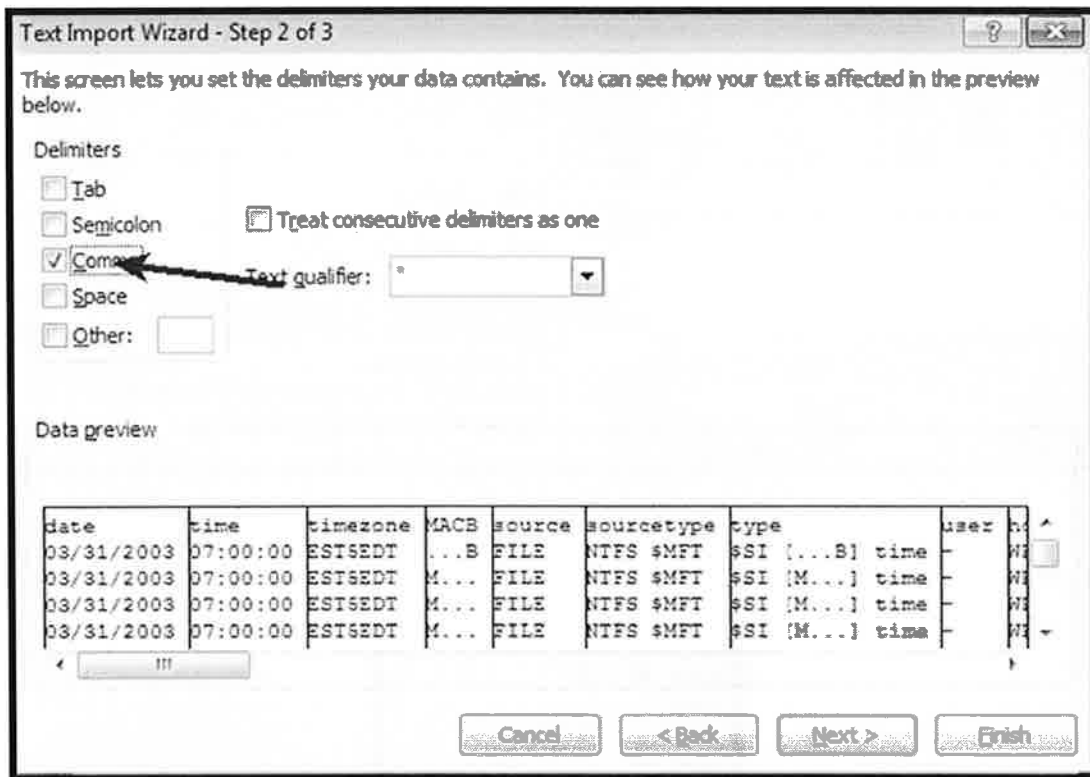 Text Import Wizard - Step 2 of 3
This screen lets you set the delimiters your data contains. You can see how your text is affected in the preview
below.
Delimiters
Tab
Semicolon
Treat consecutive delimiters as one
Comma
Text qualifier: "
Space
Other:
Data preview
date time timezone MACB source sourcetype type user
03/31/2003 07:00:00 EST5EDT ...B FILE NTFS $MFT $SI [...B] time -
03/31/2003 07:00:00 EST5EDT M... FILE NTFS $MFT $SI [M...] time -
03/31/2003 07:00:00 EST5EDT M... FILE NTFS $MFT $SI [M...] time -
03/31/2003 07:00:00 EST5EDT M... FILE NTFS $MFT $SI [M...] time -
Cancel < Back Next > Finish